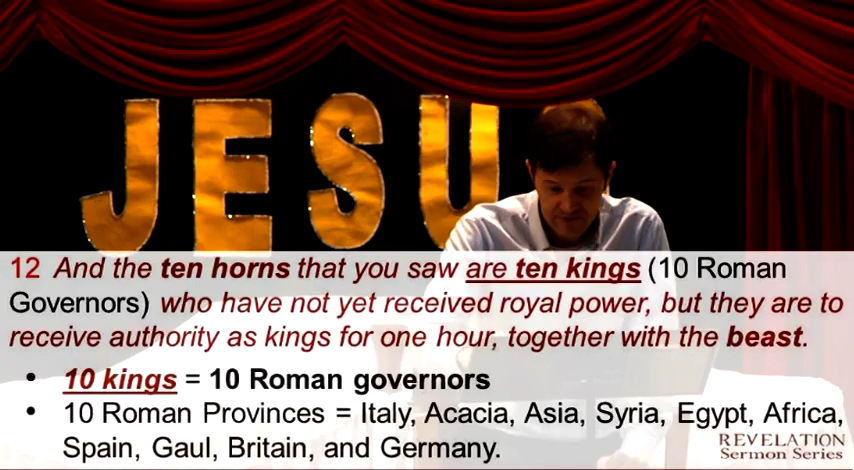 JESU
12 And the ten horns that you saw are ten kings (10 Roman
Governors) who have not yet received royal power, but they are to
receive authority as kings for one hour, together with the beast.
• 10 kings = 10 Roman governors
• 10 Roman Provinces = Italy, Acacia, Asia, Syria, Egypt, Africa,
Spain, Gaul, Britain, and Germany.
REVELATION
Sermon Series